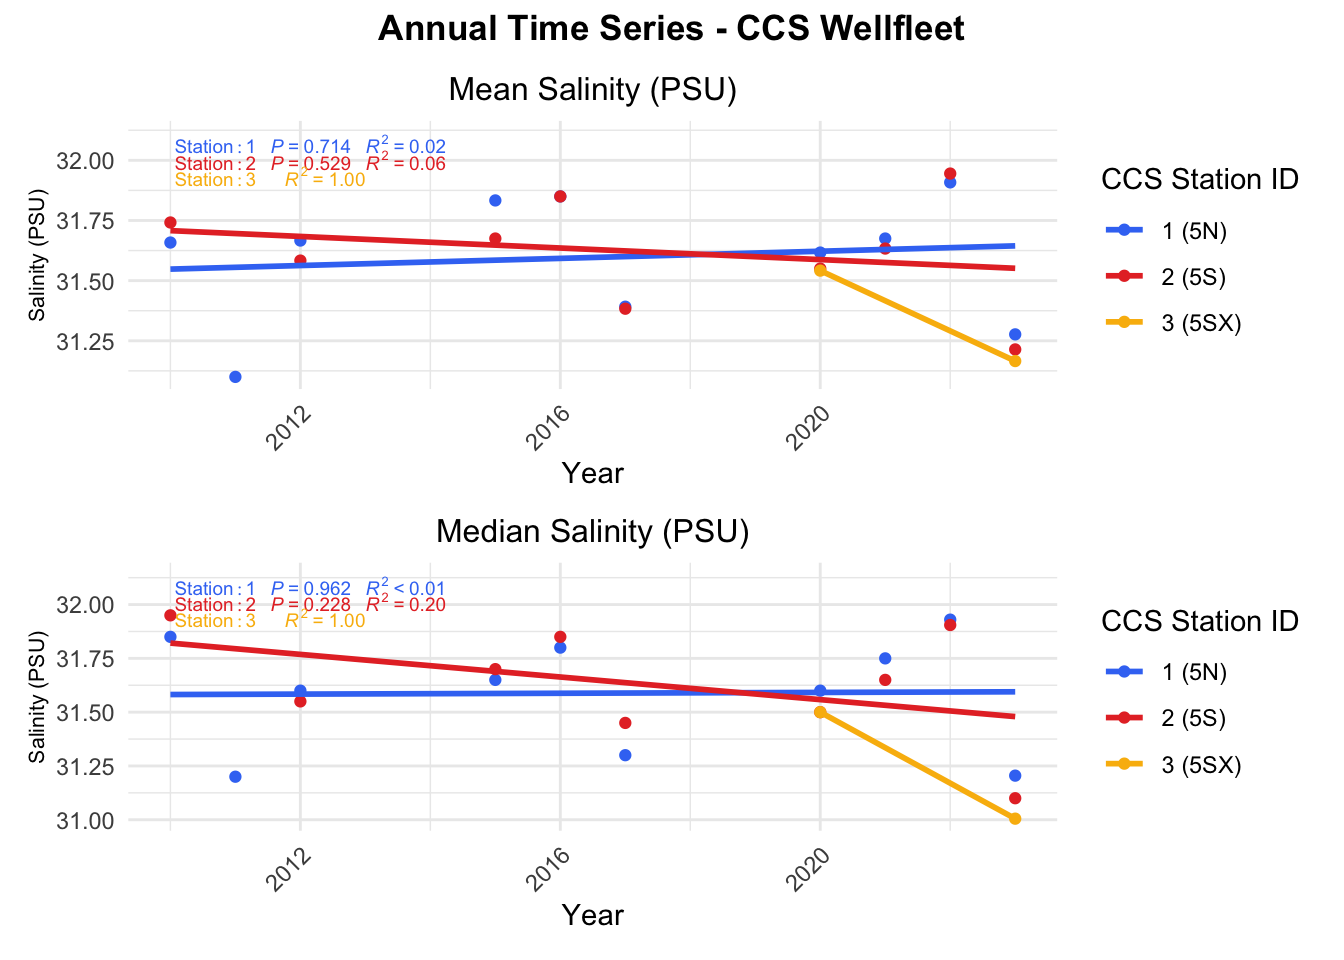 Annual Time Series - CCS Wellfleet
Mean Salinity (PSU)
Station: 1 P = 0.714 R² = 0.02
Station: 2 P = 0.529 R² = 0.06
Station: 3 R² = 1.00
32.00
31.75
31.50
31.25
Salinity (PSU)
2012
2016
2020
Year
CCS Station ID
1 (5N)
2 (5S)
3 (5SX)
Median Salinity (PSU)
Station: 1 P = 0.962 R² < 0.01
Station: 2 P = 0.228 R² = 0.20
Station: 3 R² = 1.00
32.00
31.75
31.50
31.25
31.00
Salinity (PSU)
2012
2016
2020
Year
CCS Station ID
1 (5N)
2 (5S)
3 (5SX)